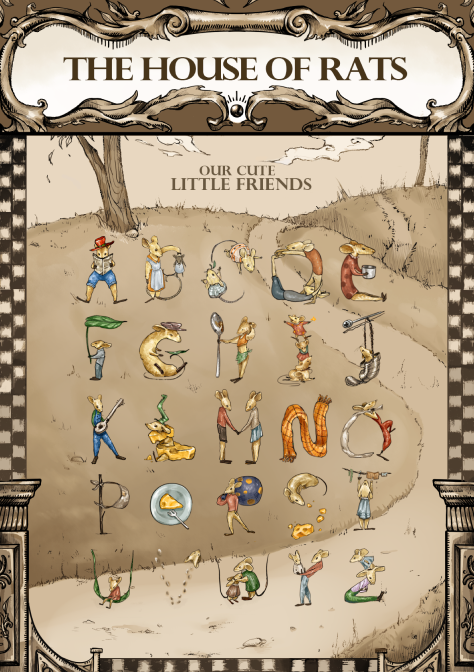 THE HOUSE OF RATS
OUR CUTE
LITTLE FRIENDS
A B C D E
F G H I J
K L M N O
P Q R S T
U V W Z